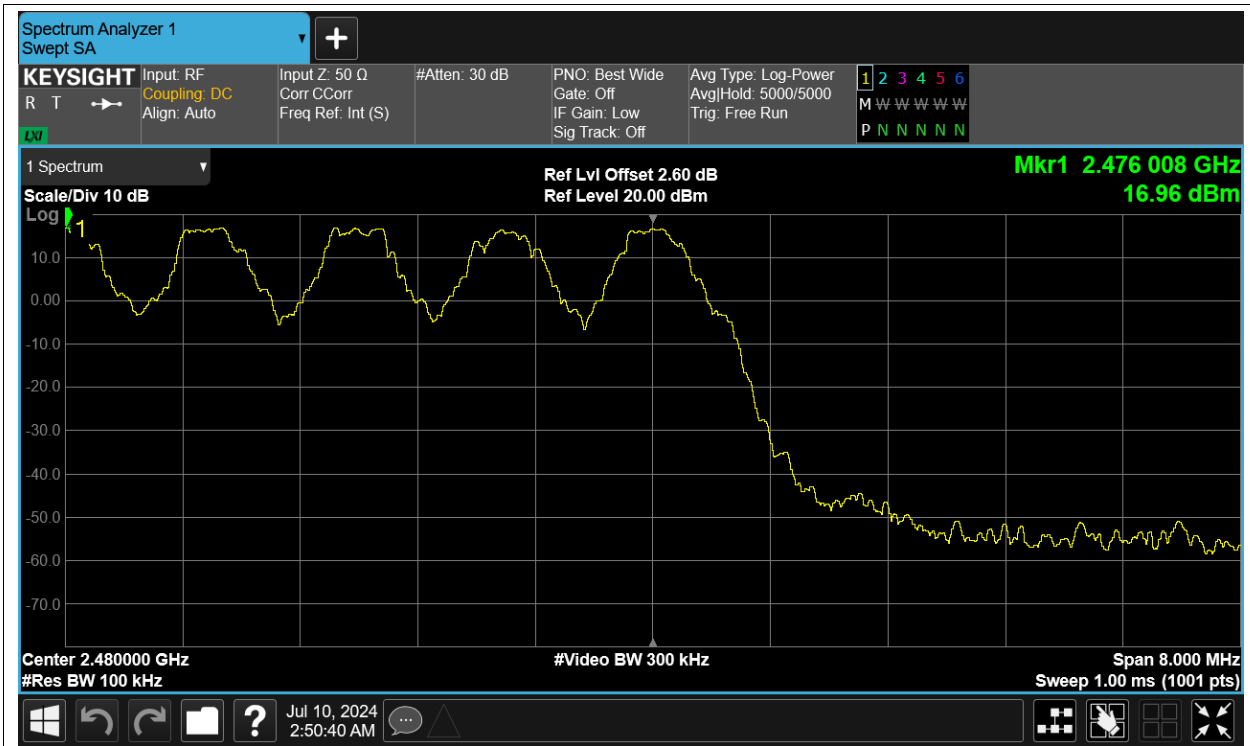 Spectrum Analyzer 1
Swept SA
KEYSIGHT
R T
LXI
Input: RF
Coupling: DC
Align: Auto
Input Z: 50 Ω
Corr CCorr
Freq Ref: Int (S)
#Atten: 30 dB
PNO: Best Wide
Gate: Off
IF Gain: Low
Sig Track: Off
Avg Type: Log-Power
Avg|Hold: 5000/5000
Trig: Free Run
1 2 3 4 5 6
M W W W W W
P N N N N N
1 Spectrum
Scale/Div 10 dB
Log
Ref Lvl Offset 2.60 dB
Ref Level 20.00 dBm
Mkr1 2.476 008 GHz
16.96 dBm
1
10.0
0.00
-10.0
-20.0
-30.0
-40.0
-50.0
-60.0
-70.0
Center 2.480000 GHz
#Res BW 100 kHz
#Video BW 300 kHz
Span 8.000 MHz
Sweep 1.00 ms (1001 pts)
?
Jul 10, 2024
2:50:40 AM